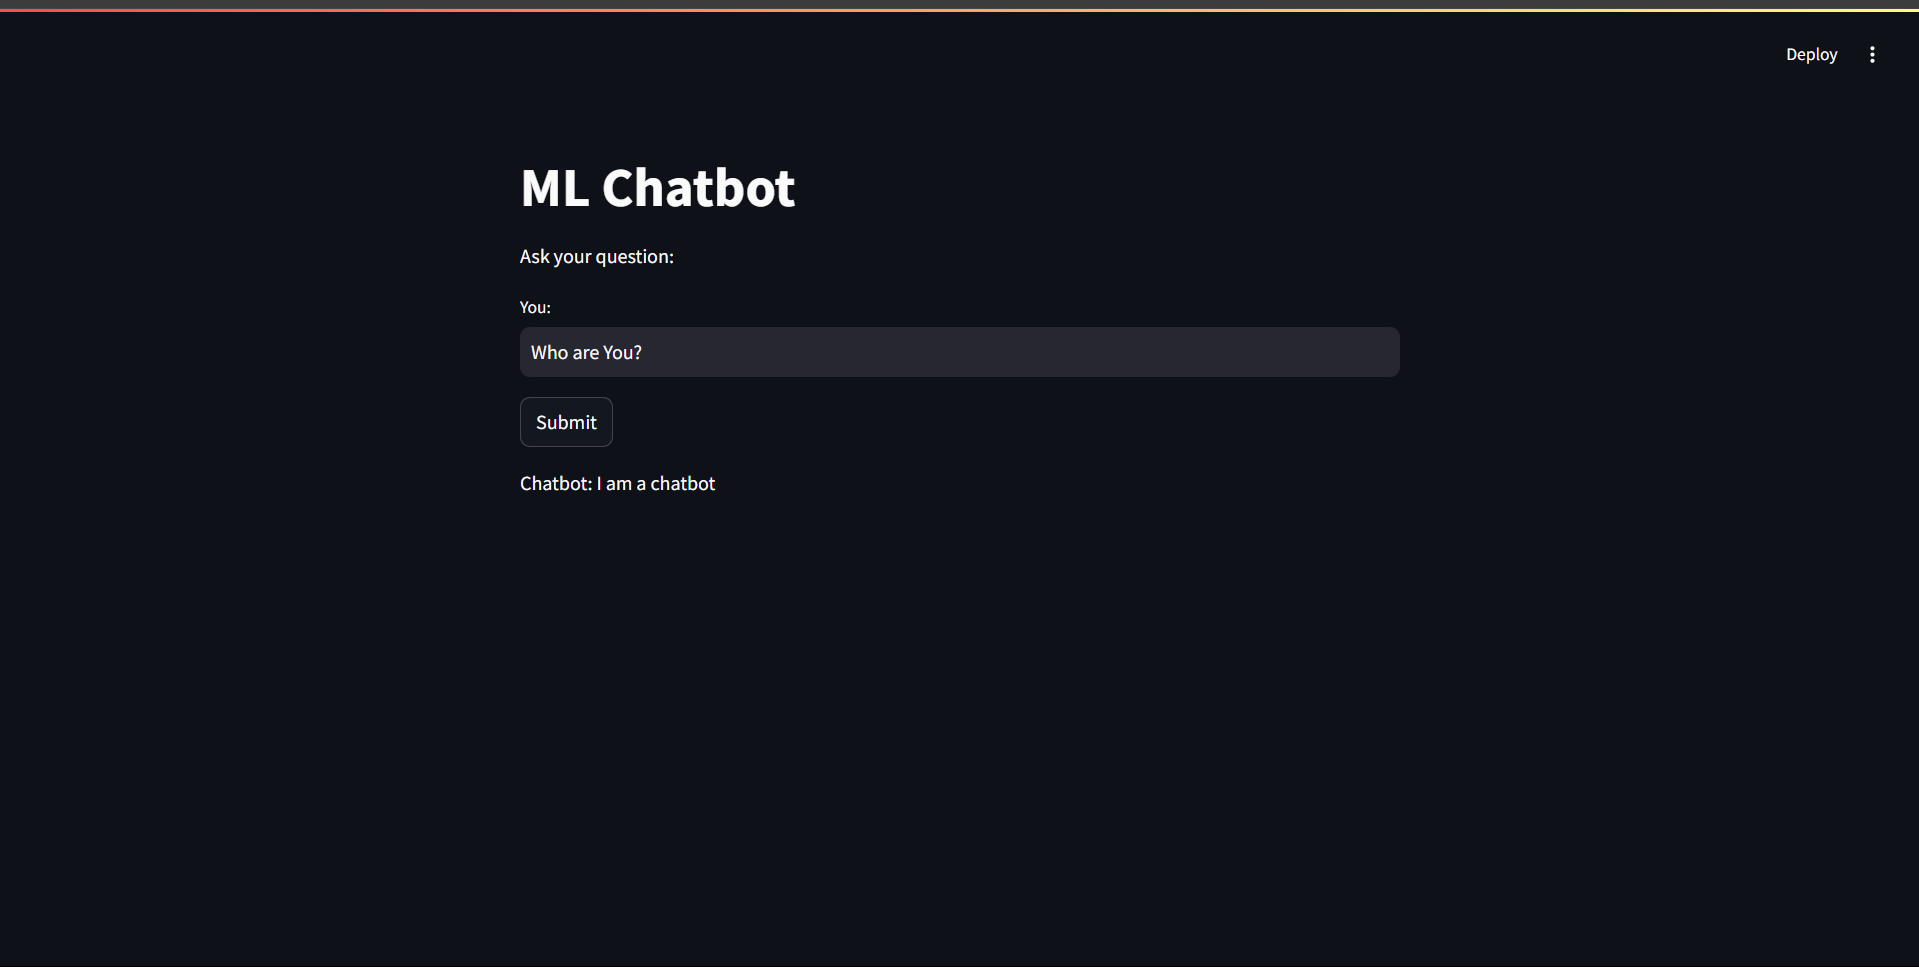 Deploy
ML Chatbot
Ask your question:
You:
Who are You?
Submit
Chatbot: I am a chatbot